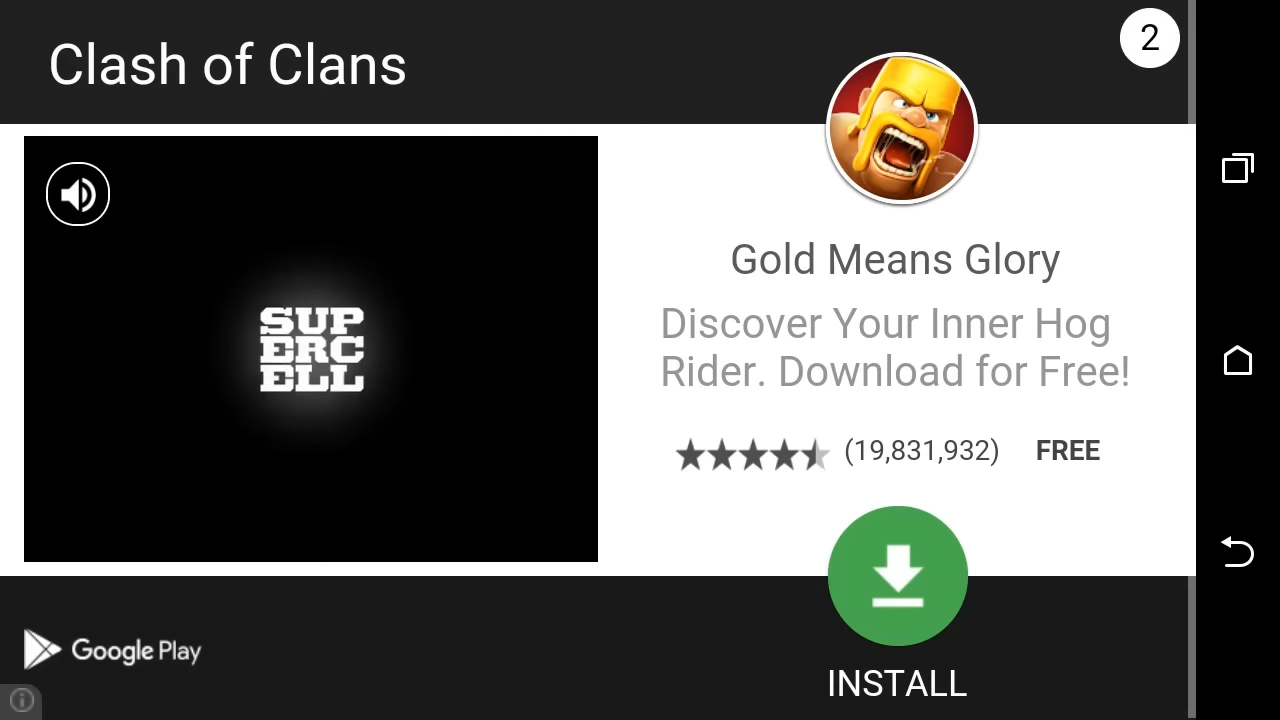 Clash of Clans
2
SUP
ERC
ELL
Gold Means Glory
Discover Your Inner Hog
Rider. Download for Free!
(19,831,932) FREE
Google Play
INSTALL